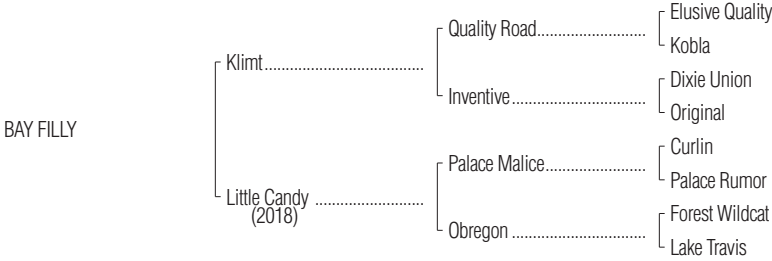 Elusive Quality
Quality Road
Kobla
Klimt
Dixie Union
Inventive
Original
BAY FILLY
Curlin
Palace Malice
Palace Rumor
Little Candy
(2018)
Forest Wildcat
Obregon
Lake Travis